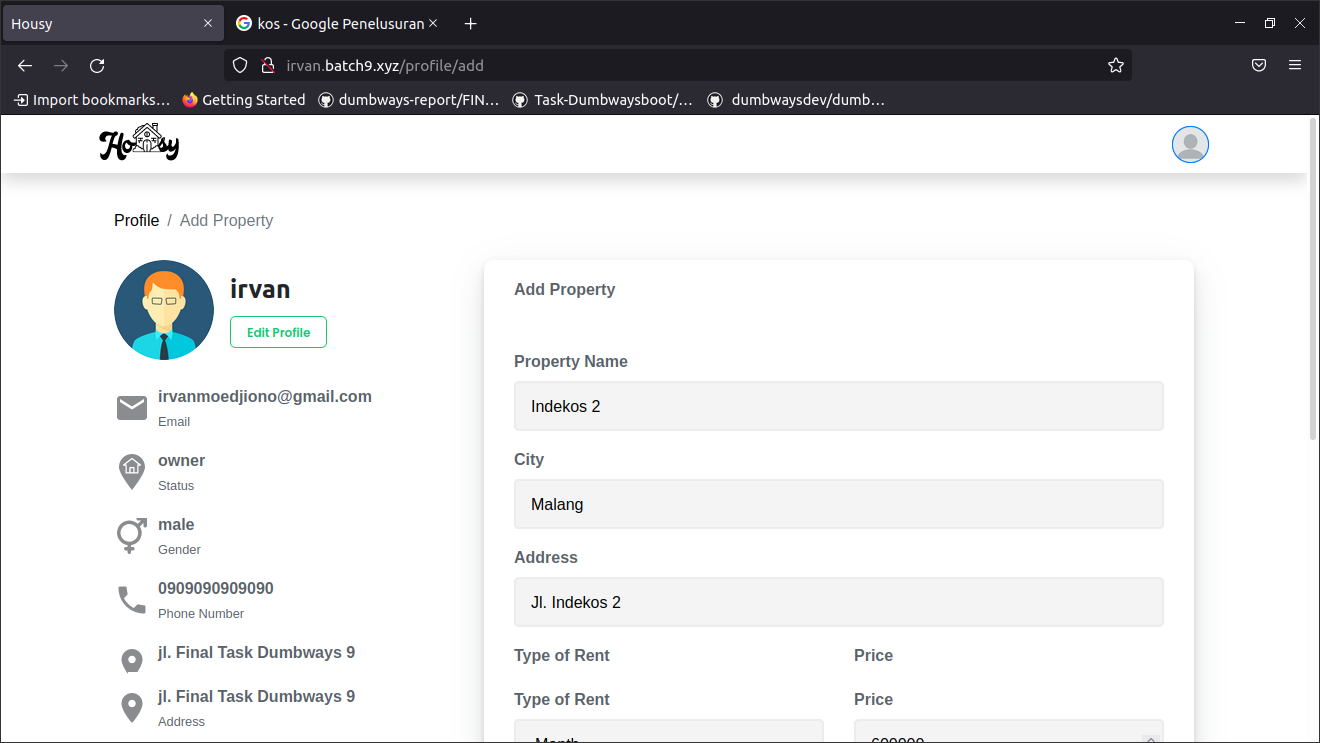 Housy
kos - Google Penelusuran
irvan.batch9.xyz/profile/add
Import bookmarks...
Getting Started
dumbways-report/FIN...
Task-Dumbwaysboot/...
dumbwaysdev/dumb...
Housy
Profile / Add Property
irvan
Edit Profile
irvanmoedjiono@gmail.com
Email
owner
Status
male
Gender
0909090909090
Phone Number
jl. Final Task Dumbways 9
jl. Final Task Dumbways 9
Address
Add Property
Property Name
Indekos 2
City
Malang
Address
Jl. Indekos 2
Type of Rent Price
Type of Rent Price
Month 600000